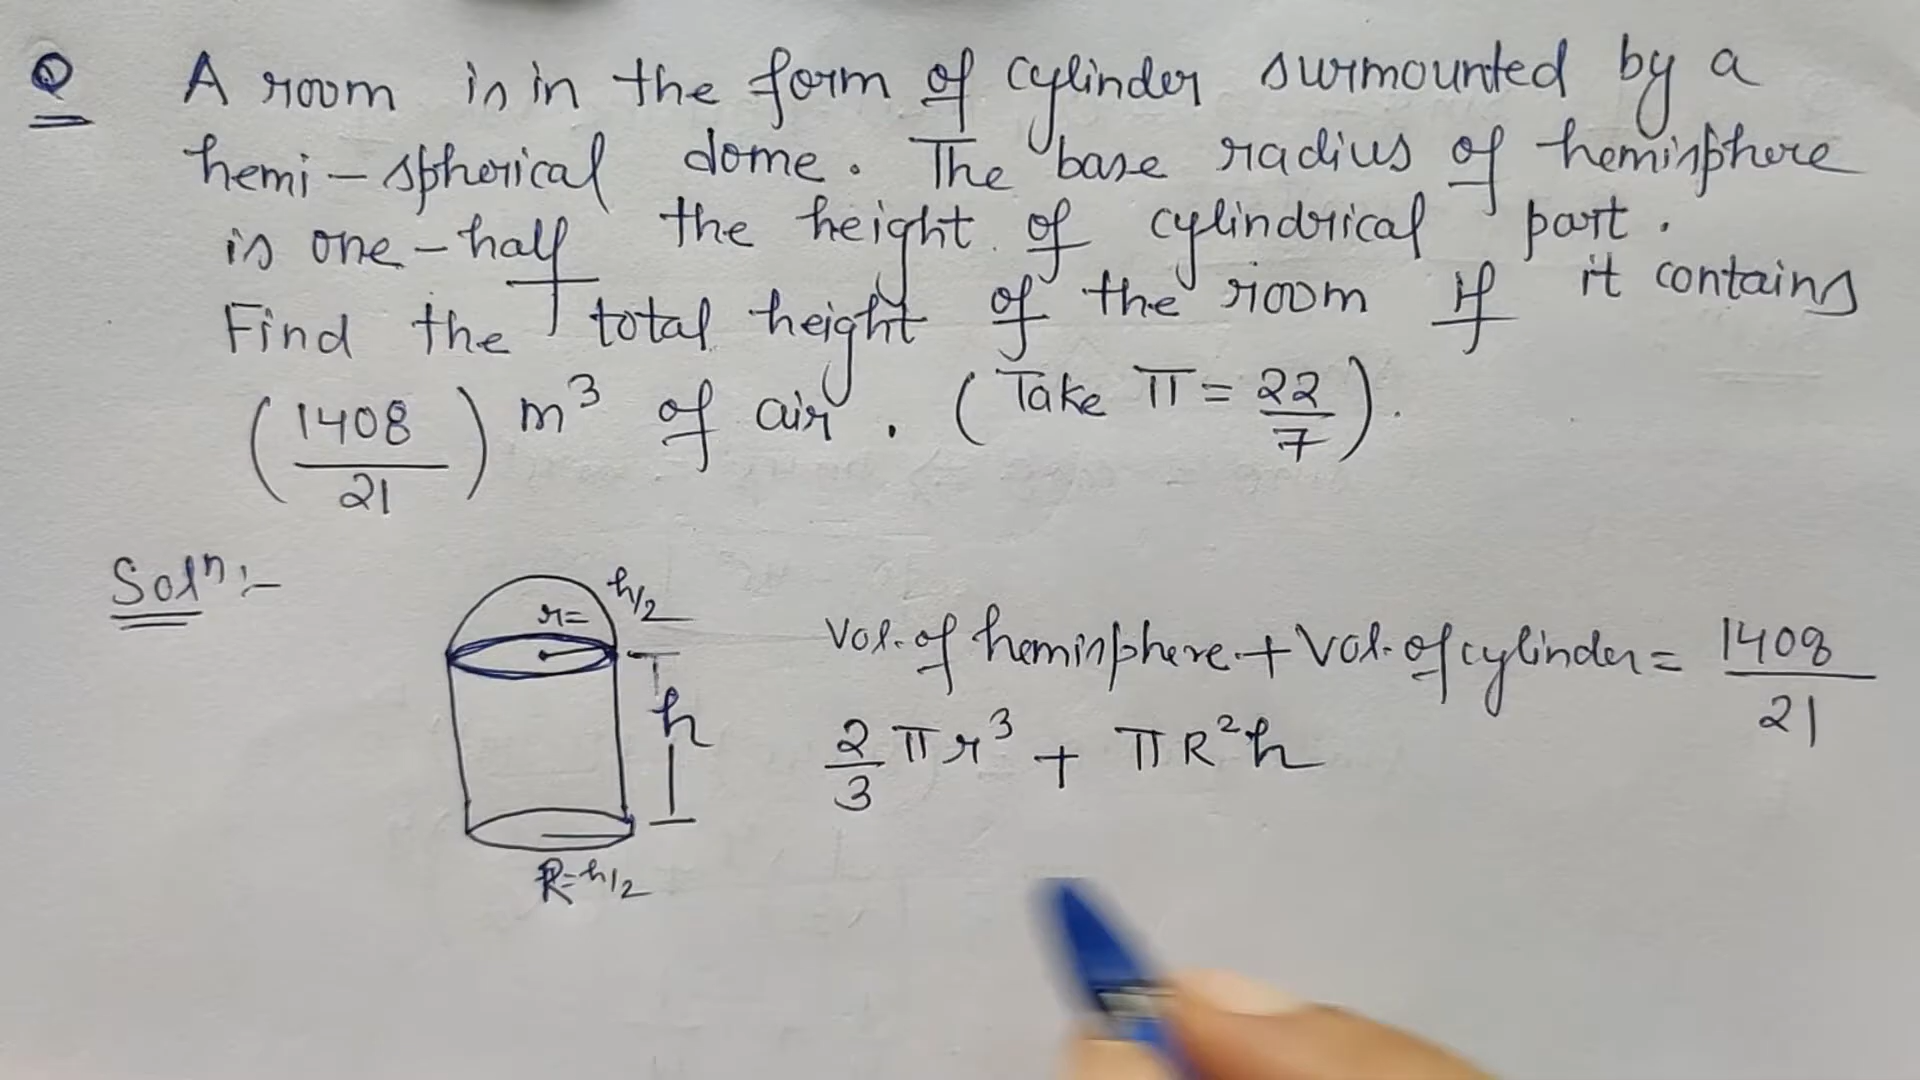 Q A room is in the form of cylinder surmounted by a
hemi-spherical dome. The base radius of hemisphere
is one-half the height of cylindrical part.
Find the total height of the room if it contains
(1408/21) m³ of air. (Take π = 22/7).
Solⁿ:-
r= h/2
h
R=h/2
Vol. of hemisphere + Vol. of cylinder = 1408/21
2/3 πr³ + πR²h